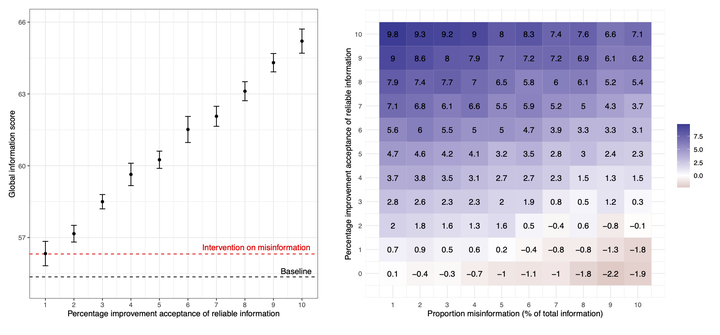 66
63
60
57
Global information score
Intervention on misinformation
Baseline
1 2 3 4 5 6 7 8 9 10
Percentage improvement acceptance of reliable information
Percentage improvement acceptance of reliable information
10 9.8 9.3 9.2 9 8 8.3 7.4 7.6 6.6 7.1
9 9 8.6 8 7.9 7 7.2 7.2 6.9 6.1 6.2
8 7.9 7.4 7.7 7 6.5 5.8 6 6.1 5.2 5.4
7 7.1 6.8 6.1 6.6 5.5 5.9 5.2 5 4.3 3.7
6 5.6 6 5.5 5 5 4.7 3.9 3.3 3.3 3.1
5 4.7 4.6 4.2 4.1 3.2 3.5 2.8 3 2.4 2.3
4 3.7 3.8 3.5 3.1 2.7 2.7 2.3 1.5 1.3 1.5
3 2.8 2.6 2.3 2.3 2 1.9 0.8 0.5 1.2 0.3
2 2 1.8 1.6 1.3 1.6 0.5 −0.4 0.6 −0.8 −0.1
1 0.7 0.9 0.5 0.6 0.2 −0.4 −0.8 −0.8 −1.3 −1.8
0 0.1 −0.4 −0.3 −0.7 −1 −1.1 −1 −1.8 −2.2 −1.9
1 2 3 4 5 6 7 8 9 10
Proportion misinformation (% of total information)
7.5
5.0
2.5
0.0